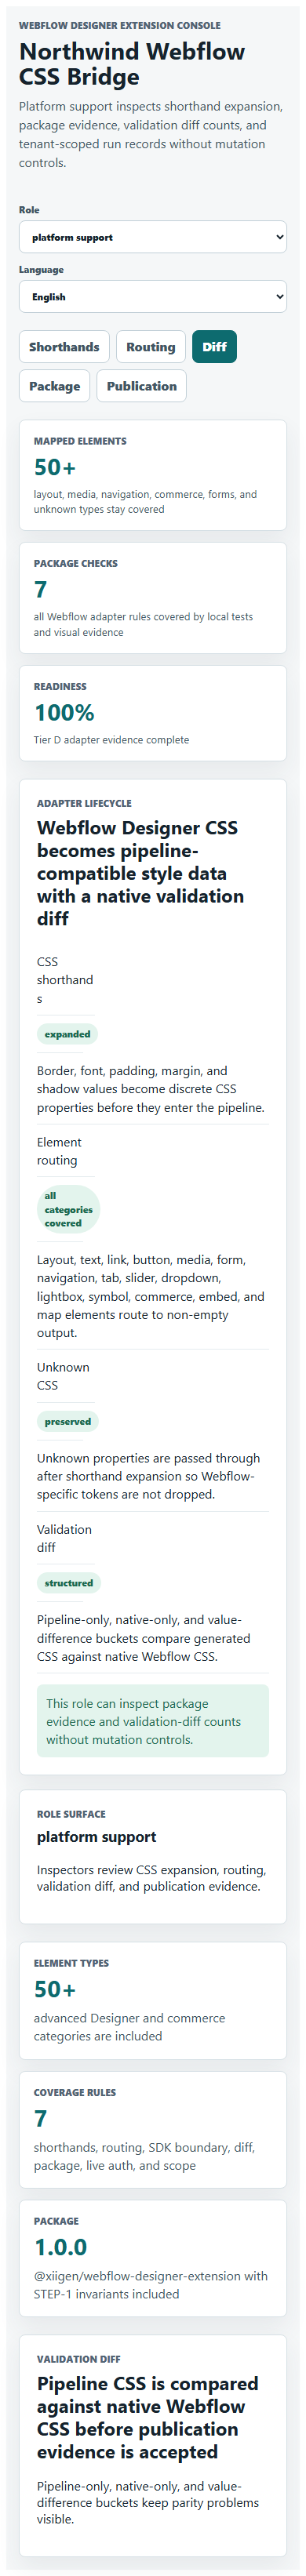 WEBFLOW DESIGNER EXTENSION CONSOLE
Northwind Webflow
CSS Bridge
Platform support inspects shorthand expansion,
package evidence, validation diff counts, and
tenant-scoped run records without mutation
controls.
Role
platform support
Language
English
Shorthands
Routing
Diff
Package
Publication
MAPPED ELEMENTS
50+
layout, media, navigation, commerce, forms, and
unknown types stay covered
PACKAGE CHECKS
7
all Webflow adapter rules covered by local tests
and visual evidence
READINESS
100%
Tier D adapter evidence complete
ADAPTER LIFECYCLE
Webflow Designer CSS
becomes pipeline-
compatible style data
with a native validation
diff
CSS
shorthand
s
expanded
Border, font, padding, margin, and
shadow values become discrete CSS
properties before they enter the pipeline.
Element
routing
all
categories
covered
Layout, text, link, button, media, form,
navigation, tab, slider, dropdown,
lightbox, symbol, commerce, embed, and
map elements route to non-empty
output.
Unknown
CSS
preserved
Unknown properties are passed through
after shorthand expansion so Webflow-
specific tokens are not dropped.
Validation
diff
structured
Pipeline-only, native-only, and value-
difference buckets compare generated
CSS against native Webflow CSS.
This role can inspect package
evidence and validation-diff counts
without mutation controls.
ROLE SURFACE
platform support
Inspectors review CSS expansion, routing,
validation diff, and publication evidence.
ELEMENT TYPES
50+
advanced Designer and commerce
categories are included
COVERAGE RULES
7
shorthands, routing, SDK boundary, diff,
package, live auth, and scope
PACKAGE
1.0.0
@xiigen/webflow-designer-extension with
STEP-1 invariants included
VALIDATION DIFF
Pipeline CSS is compared
against native Webflow
CSS before publication
evidence is accepted
Pipeline-only, native-only, and value-
difference buckets keep parity problems
visible.